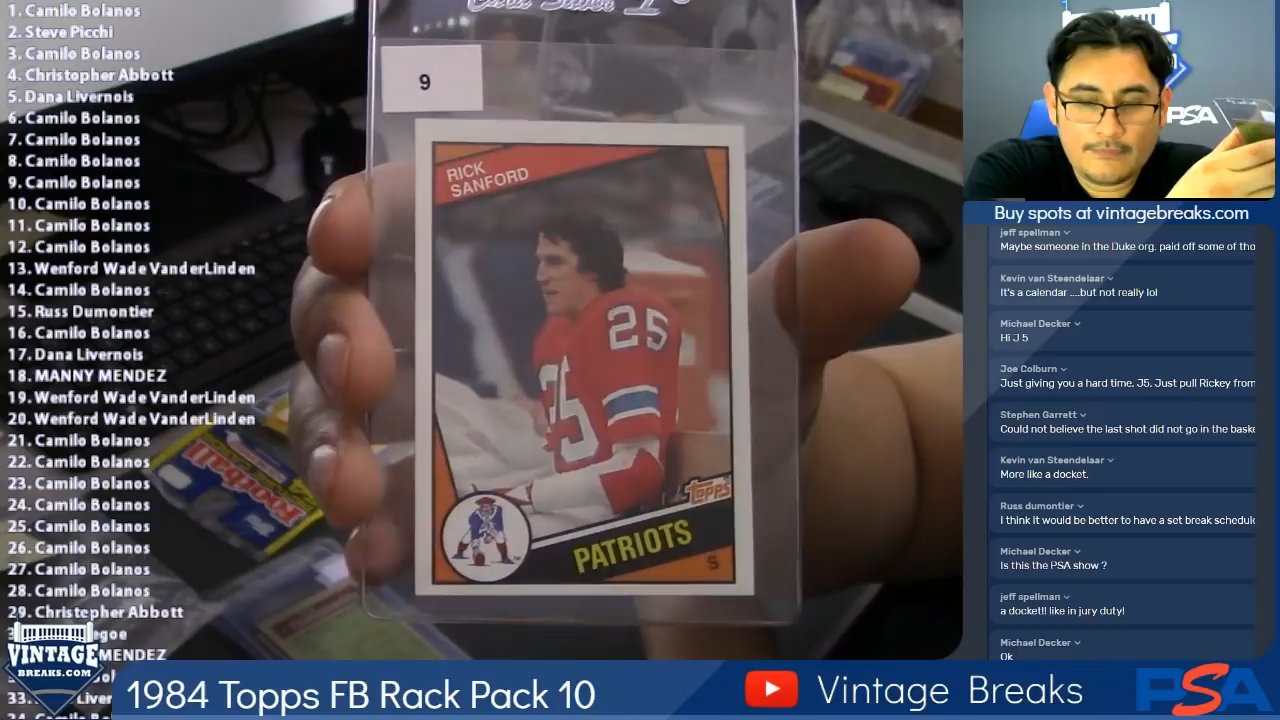 1. Camilo Bolanos
2. Steve Picchi
3. Camilo Bolanos
4. Christopher Abbott
5. Dana Livernois
6. Camilo Bolanos
7. Camilo Bolanos
8. Camilo Bolanos
9. Camilo Bolanos
10. Camilo Bolanos
11. Camilo Bolanos
12. Camilo Bolanos
13. Wenford Wade VanderLinden
14. Camilo Bolanos
15. Russ Dumontier
16. Camilo Bolanos
17. Dana Livernois
18. MANNY MENDEZ
19. Wenford Wade VanderLinden
20. Wenford Wade VanderLinden
21. Camilo Bolanos
22. Camilo Bolanos
23. Camilo Bolanos
24. Camilo Bolanos
25. Camilo Bolanos
26. Camilo Bolanos
27. Camilo Bolanos
28. Camilo Bolanos
29. Christopher Abbott
MENDEZ
33.
VINTAGE
BREAKS.COM
Card Saver 1
9
RICK
SANFORD
25
25
topps
PATRIOTS
S
Football
PSA
Buy spots at vintagebreaks.com
jeff spellman
Maybe someone in the Duke org. paid off some of tho
Kevin van Steendelaar
It's a calendar ....but not really lol
Michael Decker
Hi J 5
Joe Colburn
Just giving you a hard time, J5. Just pull Rickey from
Stephen Garrett
Could not believe the last shot did not go in the baske
Kevin van Steendelaar
More like a docket.
Russ dumontier
I think it would be better to have a set break schedule
Michael Decker
Is this the PSA show ?
jeff spellman
a docket!! like in jury duty!
Michael Decker
Ok
1984 Topps FB Rack Pack 10
Vintage Breaks
PSA